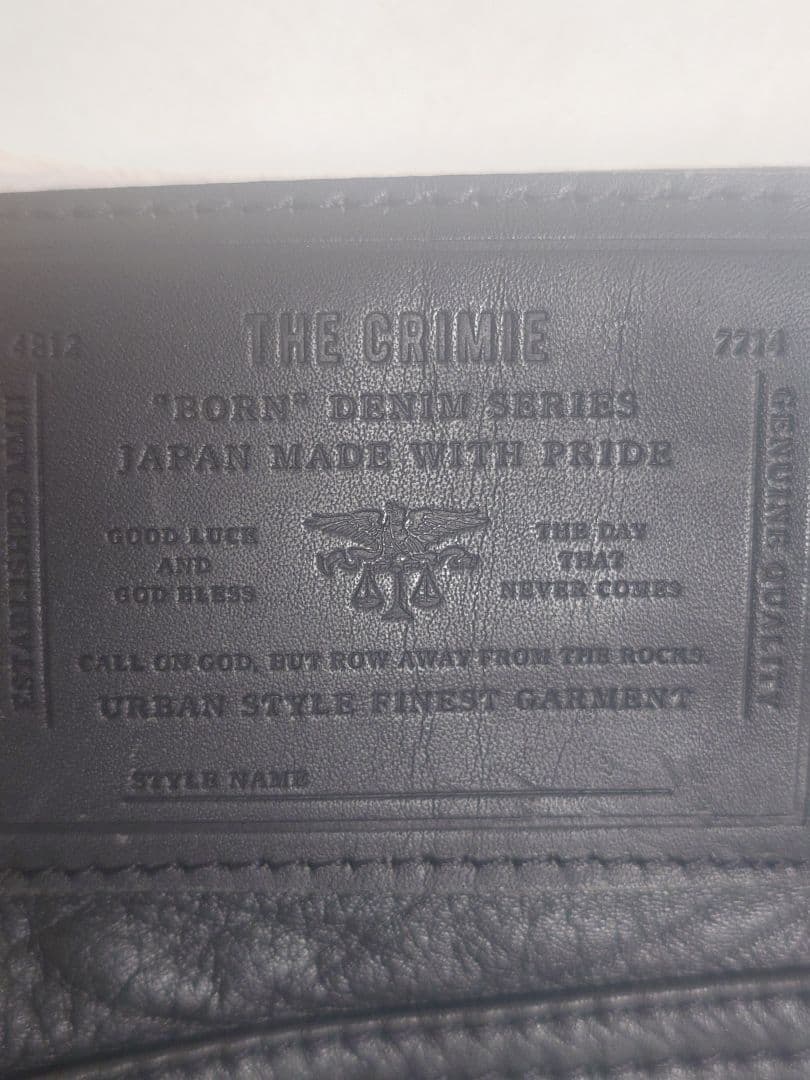 THE CRIMIE
4812
7714
"BORN" DENIM SERIES
JAPAN MADE WITH PRIDE
ESTABLISHED MMII
GENUINE QUALITY
GOOD LUCK
AND
GOD BLESS
THE DAY
THAT
NEVER COMES
CALL ON GOD, BUT ROW AWAY FROM THE ROCKS.
URBAN STYLE FINEST GARMENT
STYLE NAME